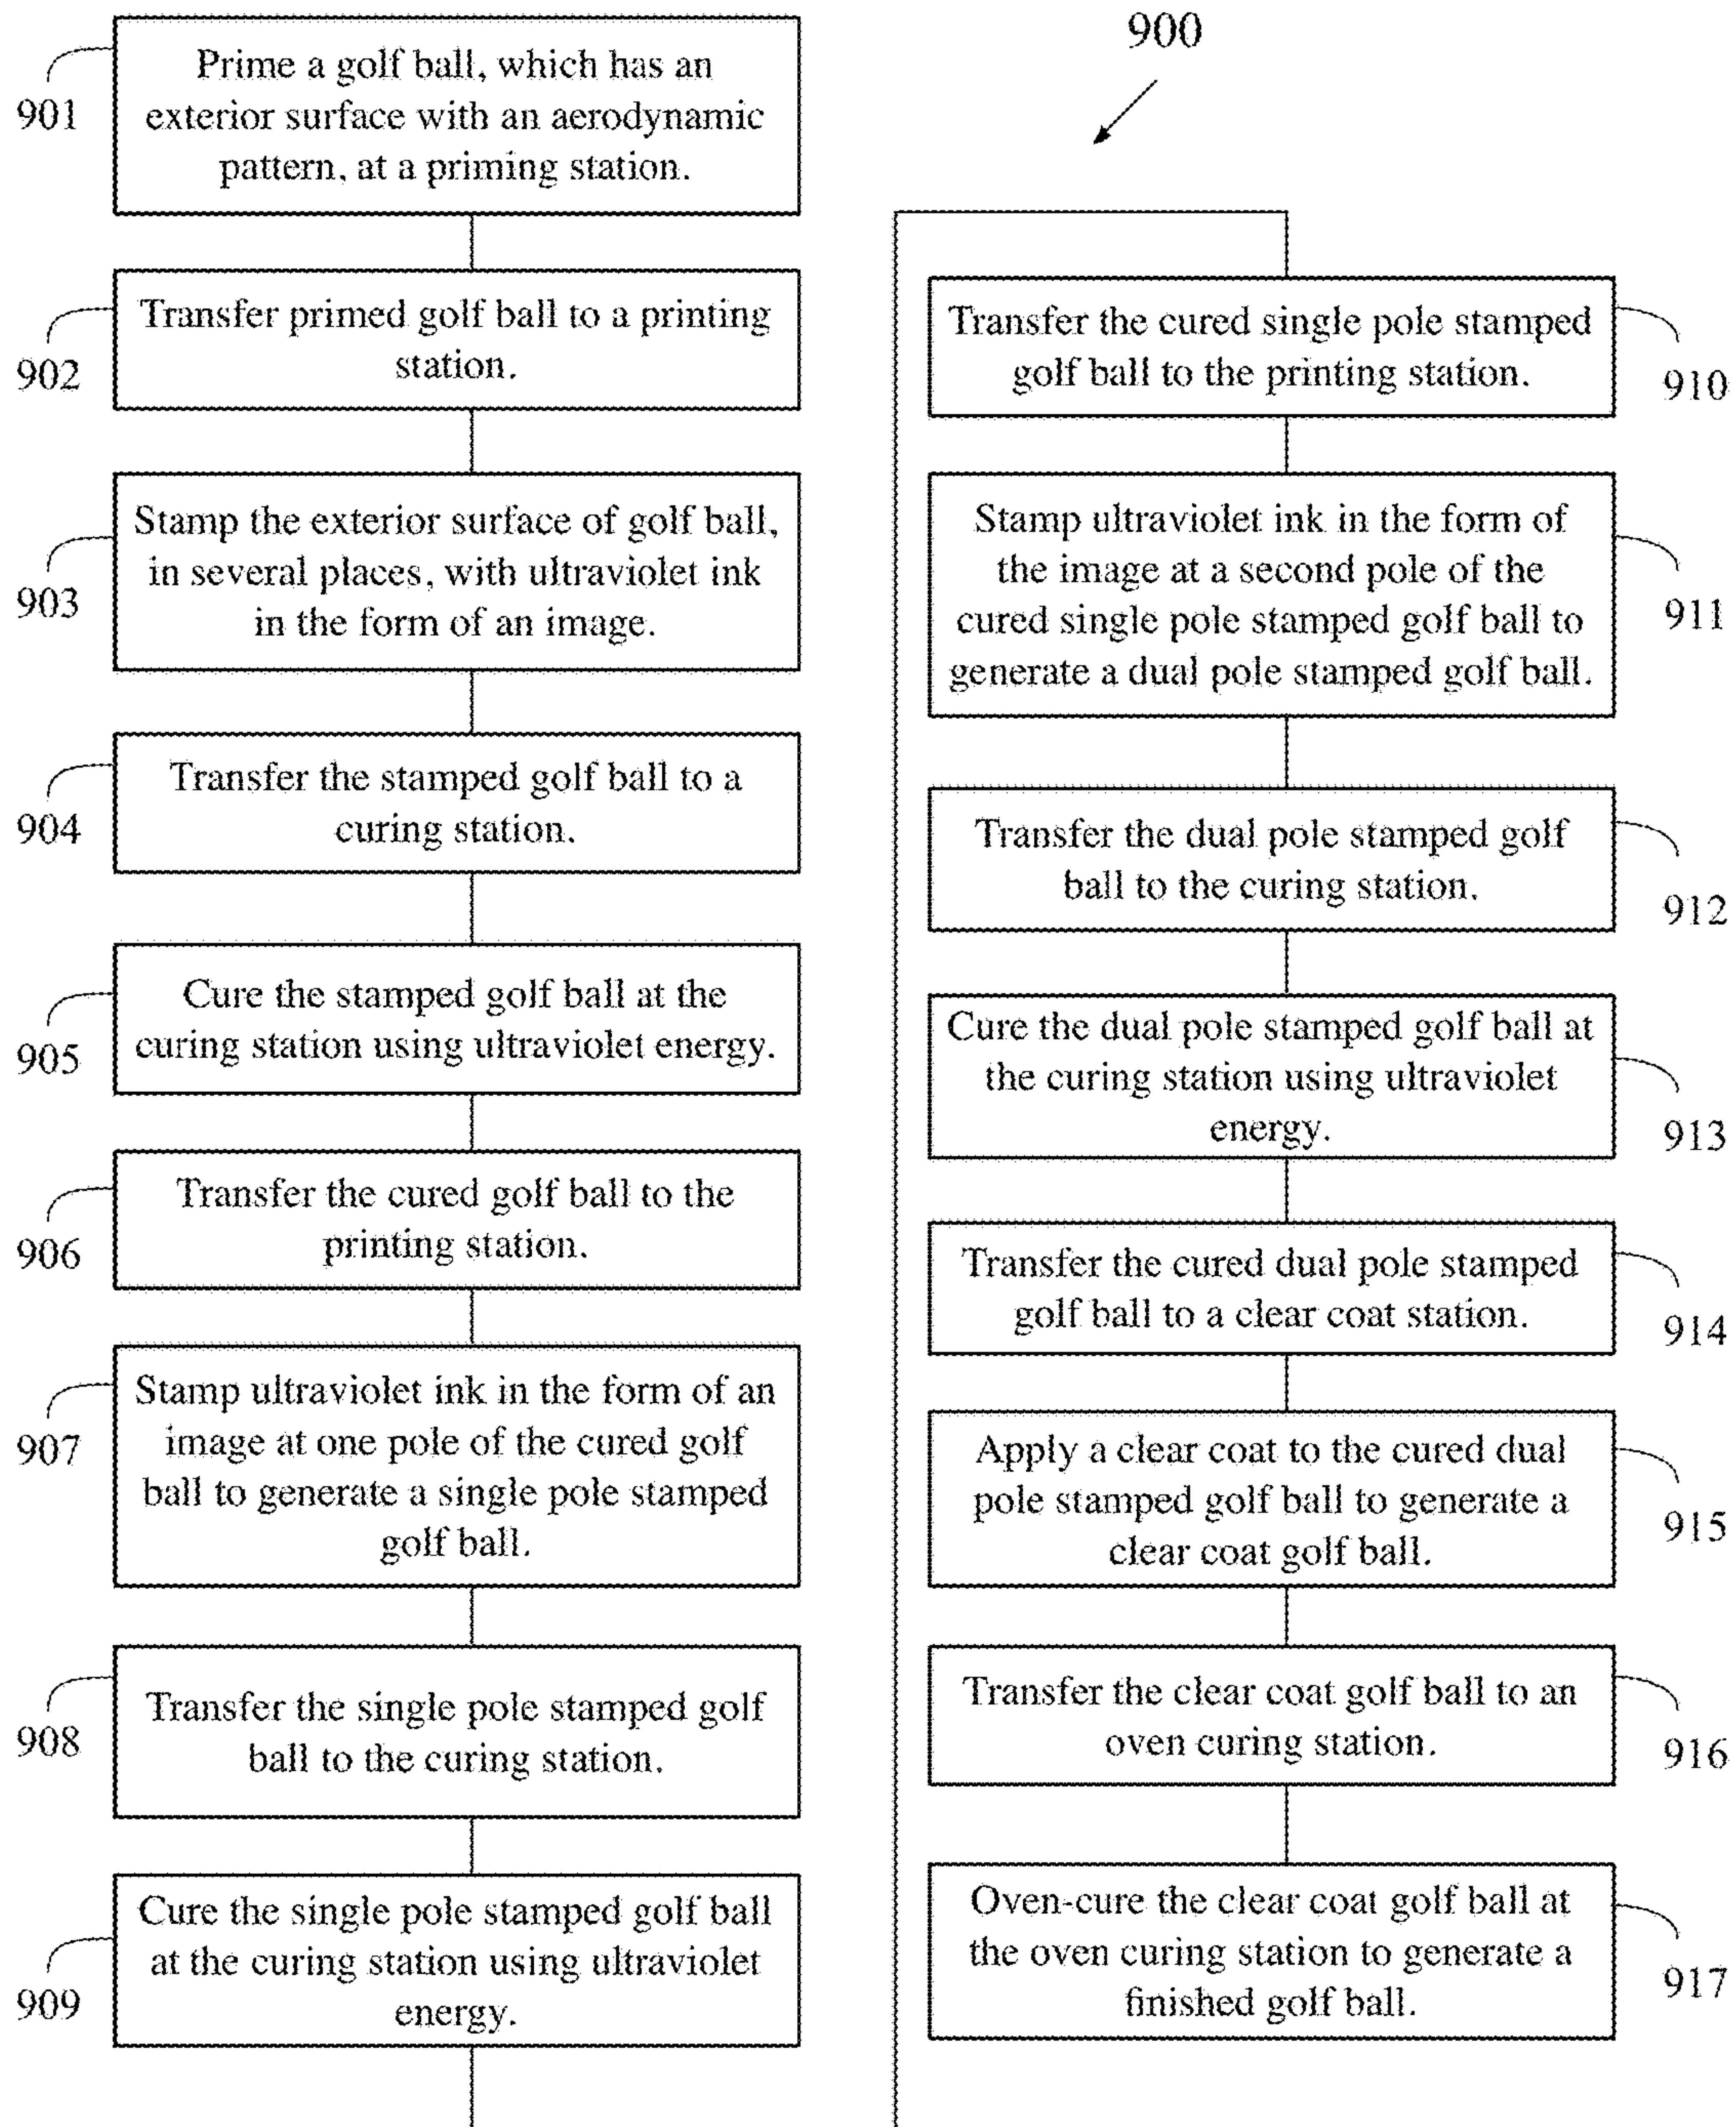 900
901
Prime a golf ball, which has an
exterior surface with an aerodynamic
pattern, at a priming station.
902
Transfer primed golf ball to a printing
station.
903
Stamp the exterior surface of golf ball,
in several places, with ultraviolet ink
in the form of an image.
904
Transfer the stamped golf ball to a
curing station.
905
Cure the stamped golf ball at the
curing station using ultraviolet energy.
906
Transfer the cured golf ball to the
printing station.
907
Stamp ultraviolet ink in the form of an
image at one pole of the cured golf
ball to generate a single pole stamped
golf ball.
908
Transfer the single pole stamped golf
ball to the curing station.
909
Cure the single pole stamped golf ball
at the curing station using ultraviolet
energy.
Transfer the cured single pole stamped
golf ball to the printing station.
910
Stamp ultraviolet ink in the form of
the image at a second pole of the
cured single pole stamped golf ball to
generate a dual pole stamped golf ball.
911
Transfer the dual pole stamped golf
ball to the curing station.
912
Cure the dual pole stamped golf ball at
the curing station using ultraviolet
energy.
913
Transfer the cured dual pole stamped
golf ball to a clear coat station.
914
Apply a clear coat to the cured dual
pole stamped golf ball to generate a
clear coat golf ball.
915
Transfer the clear coat golf ball to an
oven curing station.
916
Oven-cure the clear coat golf ball at
the oven curing station to generate a
finished golf ball.
917